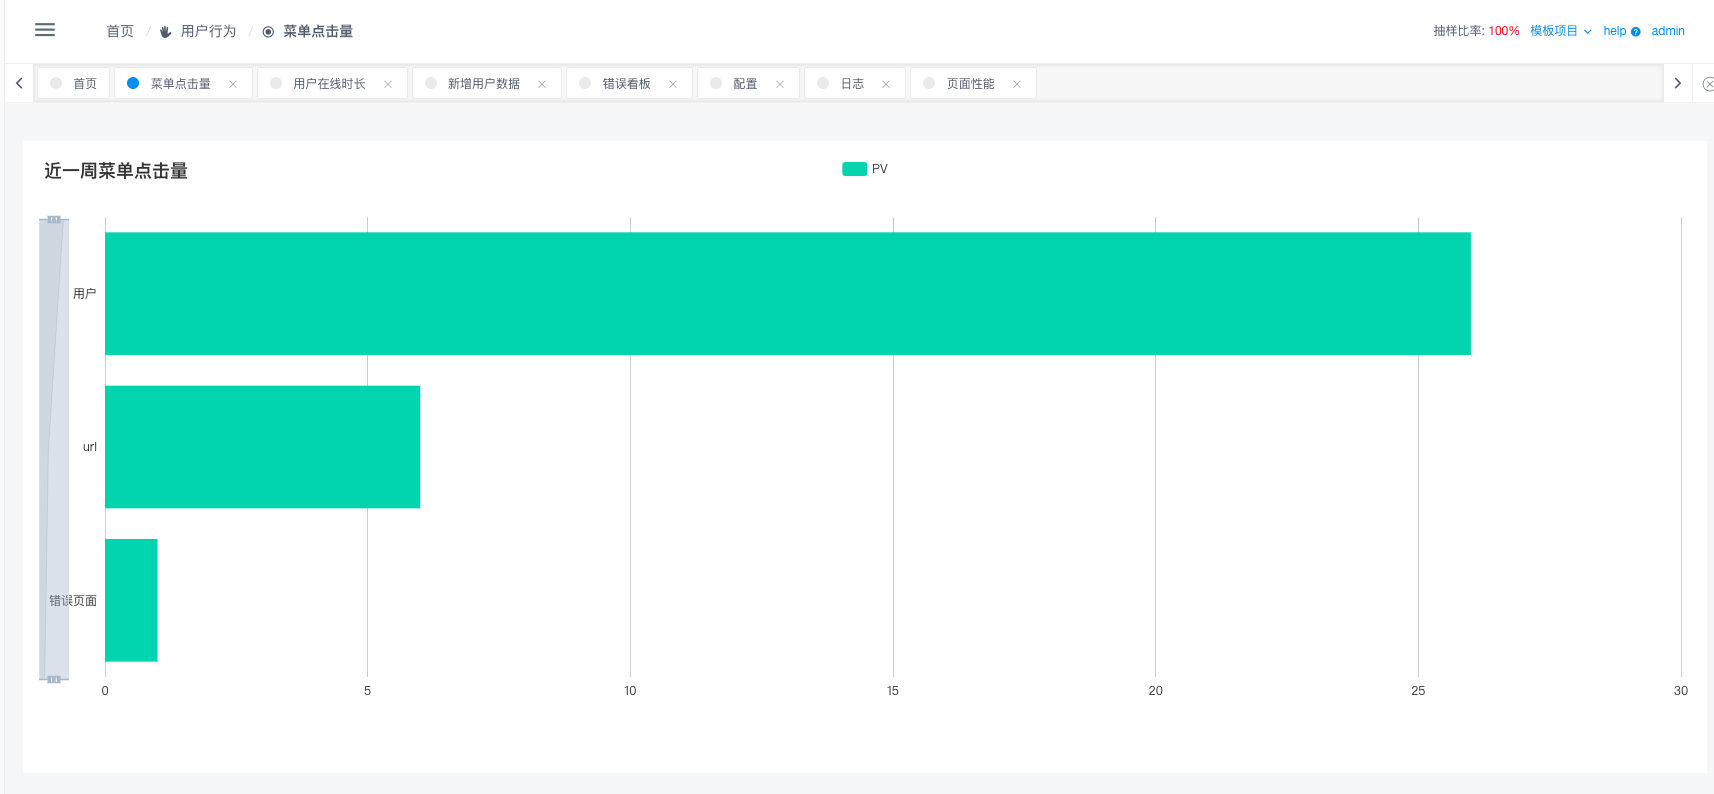 首页 / 用户行为 / 菜单点击量
抽样比率: 100% 模板项目 help ? admin
首页 菜单点击量 用户在线时长 新增用户数据 错误看板 配置 日志 页面性能
近一周菜单点击量
PV
用户
url
错误页面
0 5 10 15 20 25 30